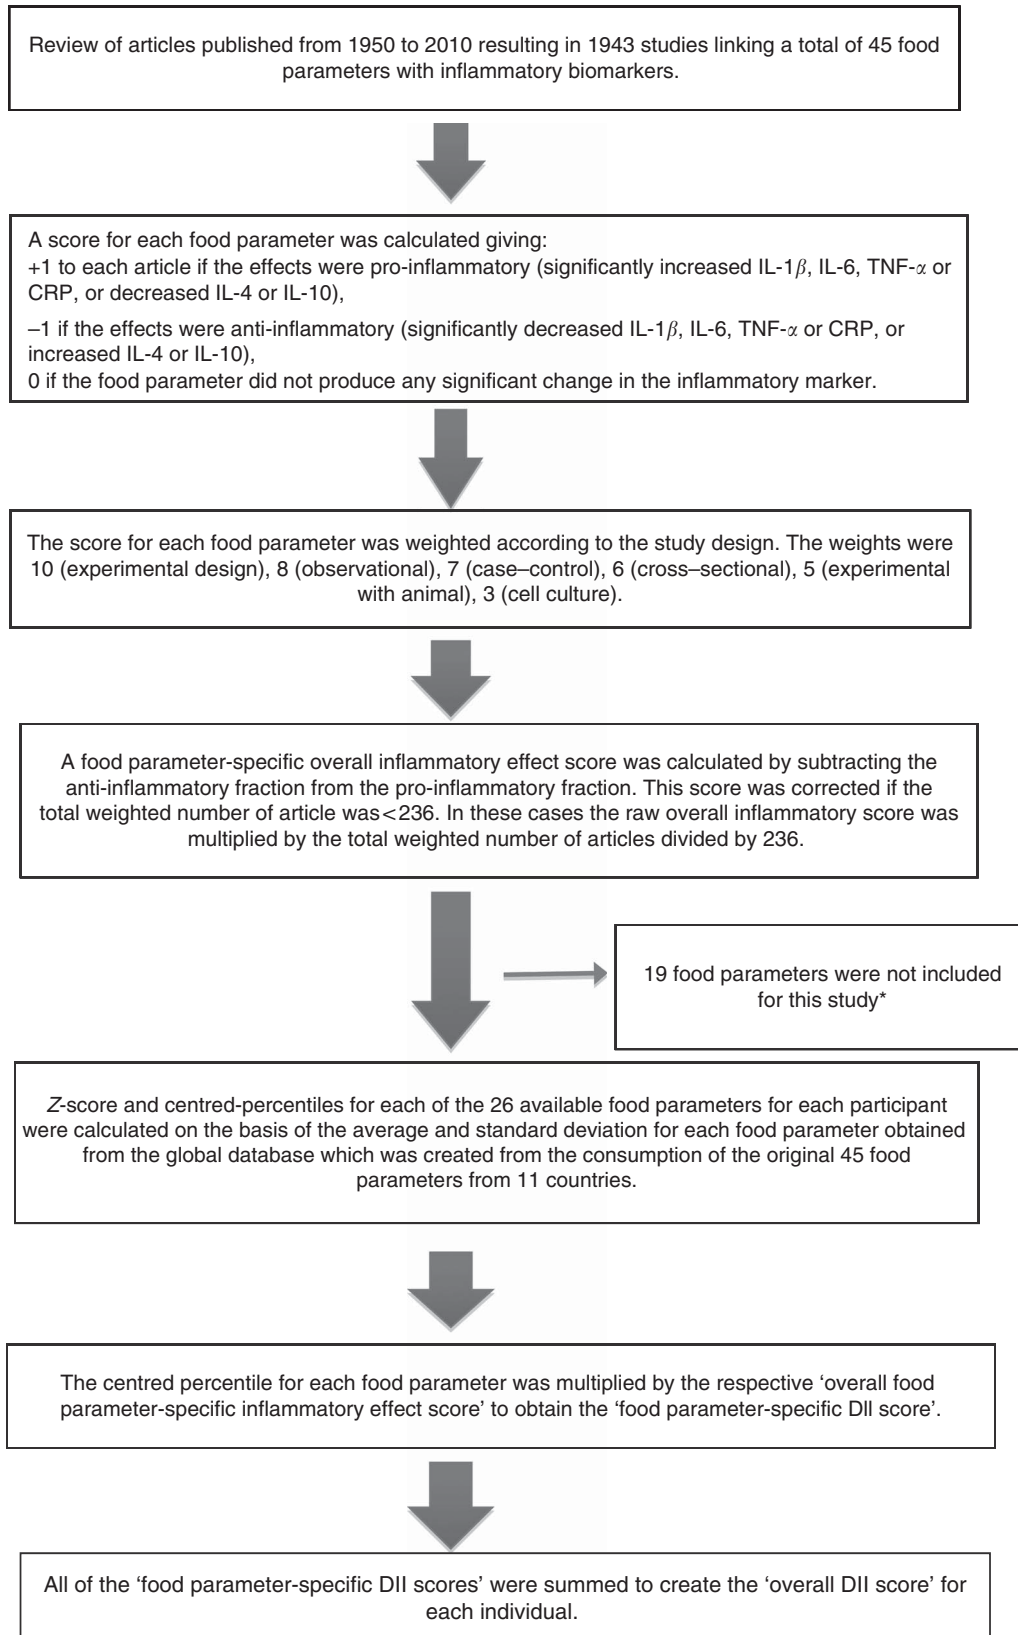 Review of articles published from 1950 to 2010 resulting in 1943 studies linking a total of 45 food
parameters with inflammatory biomarkers.
A score for each food parameter was calculated giving:
+1 to each article if the effects were pro-inflammatory (significantly increased IL-1β, IL-6, TNF-α or
CRP, or decreased IL-4 or IL-10),
–1 if the effects were anti-inflammatory (significantly decreased IL-1β, IL-6, TNF-α or CRP, or
increased IL-4 or IL-10),
0 if the food parameter did not produce any significant change in the inflammatory marker.
The score for each food parameter was weighted according to the study design. The weights were
10 (experimental design), 8 (observational), 7 (case–control), 6 (cross–sectional), 5 (experimental
with animal), 3 (cell culture).
A food parameter-specific overall inflammatory effect score was calculated by subtracting the
anti-inflammatory fraction from the pro-inflammatory fraction. This score was corrected if the
total weighted number of article was<236. In these cases the raw overall inflammatory score was
multiplied by the total weighted number of articles divided by 236.
19 food parameters were not included
for this study*
Z-score and centred-percentiles for each of the 26 available food parameters for each participant
were calculated on the basis of the average and standard deviation for each food parameter obtained
from the global database which was created from the consumption of the original 45 food
parameters from 11 countries.
The centred percentile for each food parameter was multiplied by the respective ‘overall food
parameter-specific inflammatory effect score’ to obtain the ‘food parameter-specific DII score’.
All of the ‘food parameter-specific DII scores’ were summed to create the ‘overall DII score’ for
each individual.